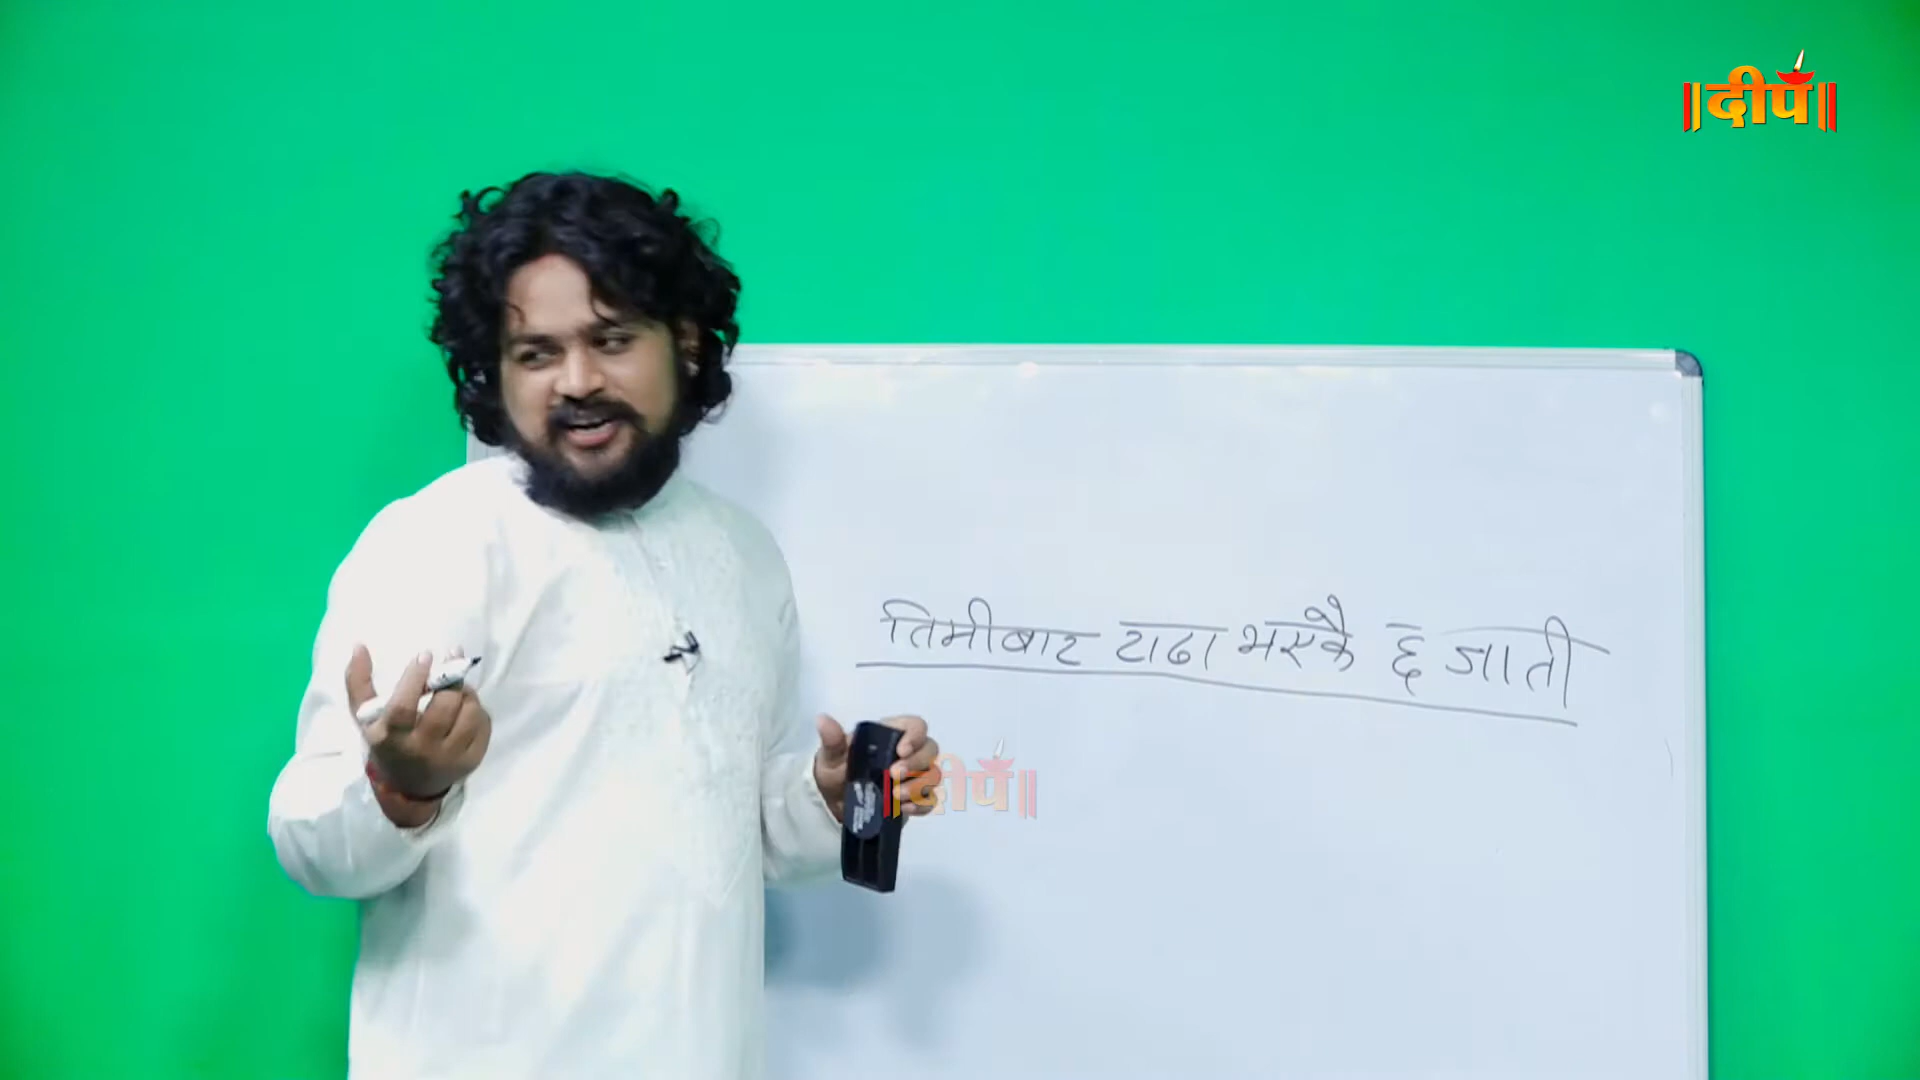 ॥दीप॥
तिमीबाट टाढा भएकै छ जाती
॥दीप॥